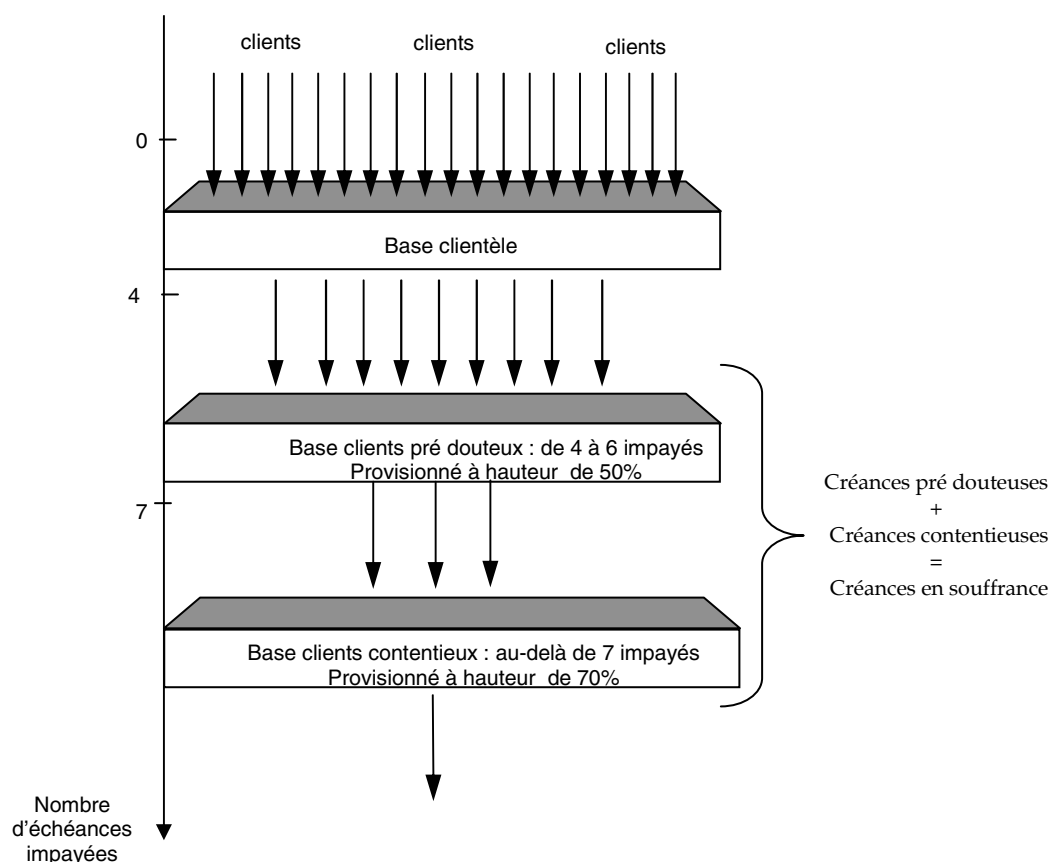 clients
clients
clients
0
Base clientèle
4
Base clients pré douteux : de 4 à 6 impayés
Provisionné à hauteur de 50%
7
Créances pré douteuses
+
Créances contentieuses
=
Créances en souffrance
Base clients contentieux : au-delà de 7 impayés
Provisionné à hauteur de 70%
Nombre
d'échéances
impayées